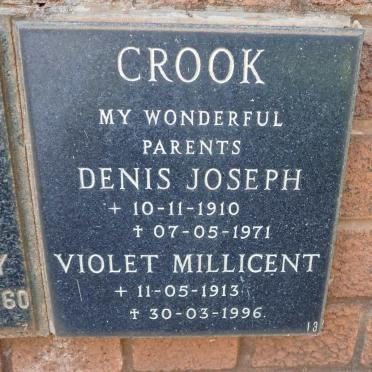 CROOK
MY WONDERFUL
PARENTS
DENIS JOSEPH
+ 10-11-1910
✝ 07-05-1971
VIOLET MILLICENT
+ 11-05-1913
✝ 30-03-1996
13
Y
60